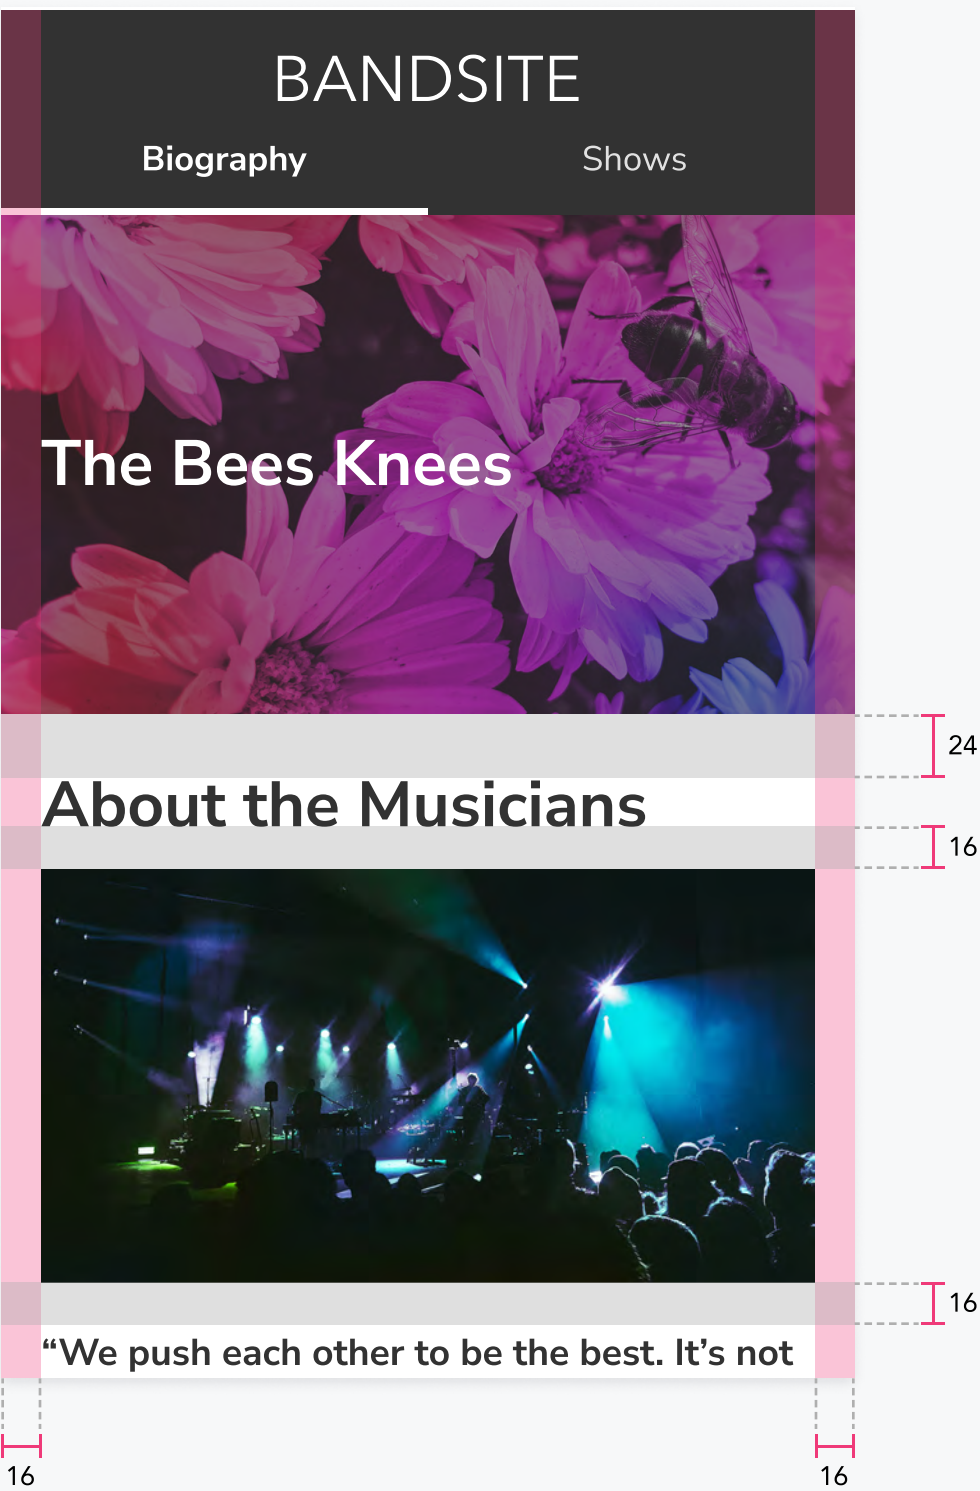 BANDSITE
Biography Shows
The Bees Knees
24
About the Musicians
16
16
“We push each other to be the best. It’s not
16 16